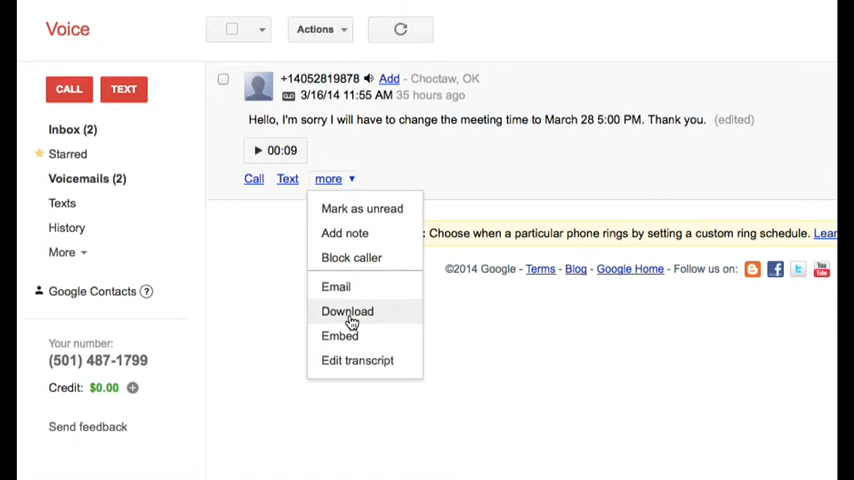 Voice
Actions
CALL
TEXT
Inbox (2)
Starred
Voicemails (2)
Texts
History
More
Google Contacts ?
Your number:
(501) 487-1799
Credit: $0.00
Send feedback
+14052819878 Add - Choctaw, OK
3/16/14 11:55 AM 35 hours ago
Hello, I'm sorry I will have to change the meeting time to March 28 5:00 PM. Thank you. (edited)
00:09
Call Text more
Mark as unread
Add note
Block caller
Email
Download
Embed
Edit transcript
: Choose when a particular phone rings by setting a custom ring schedule. Lear
©2014 Google - Terms - Blog - Google Home - Follow us on:
You Tube